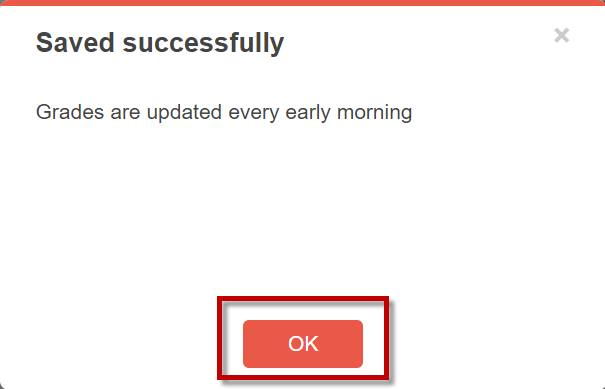 Saved successfully
×
Grades are updated every early morning
OK